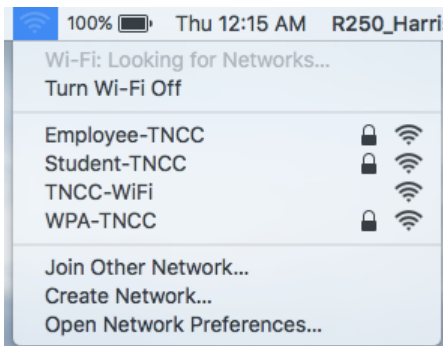 100% Thu 12:15 AM R250_Harri
Wi-Fi: Looking for Networks...
Turn Wi-Fi Off
Employee-TNCC
Student-TNCC
TNCC-WiFi
WPA-TNCC
Join Other Network...
Create Network...
Open Network Preferences...